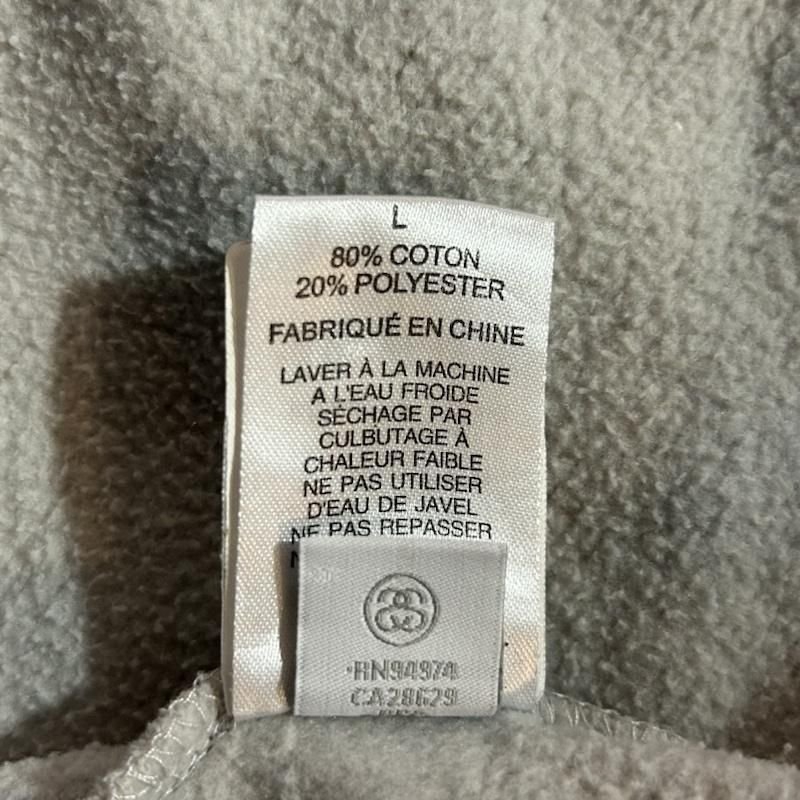 L
80% COTON
20% POLYESTER
FABRIQUÉ EN CHINE
LAVER À LA MACHINE
A L'EAU FROIDE
SÉCHAGE PAR
CULBUTAGE À
CHALEUR FAIBLE
NE PAS UTILISER
D'EAU DE JAVEL
NE PAS REPASSER
RN94974
CA28629